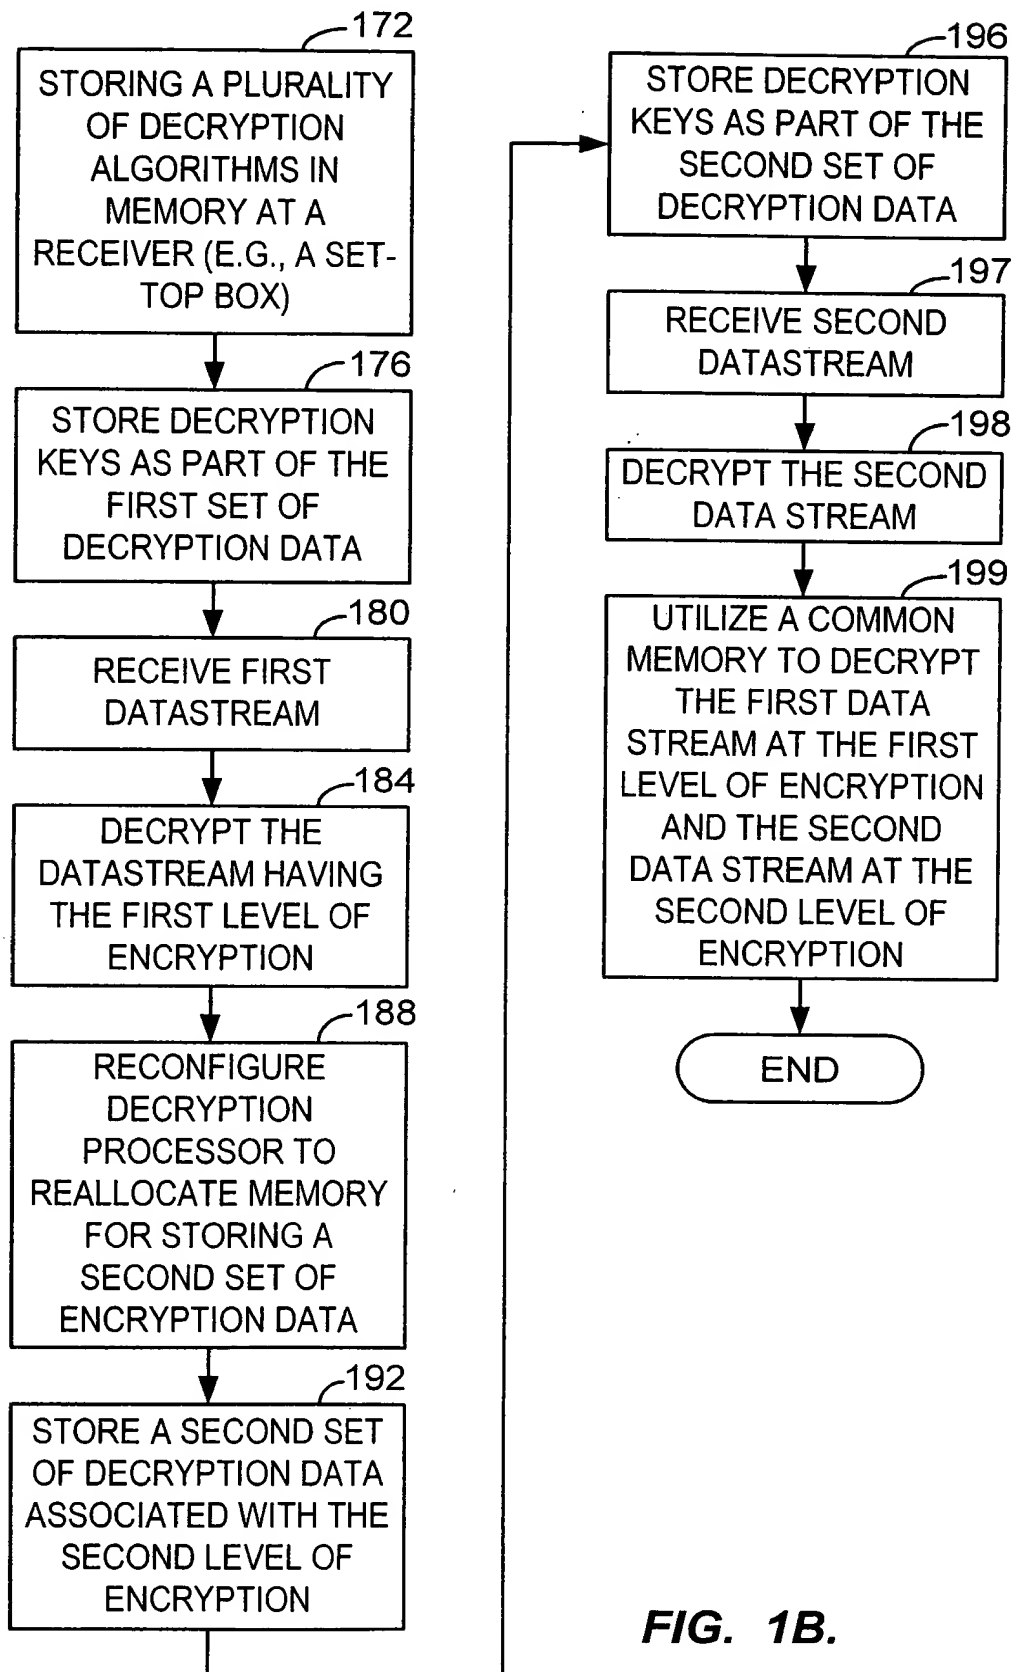 172
STORING A PLURALITY
OF DECRYPTION
ALGORITHMS IN
MEMORY AT A
RECEIVER (E.G., A SET-
TOP BOX)
176
STORE DECRYPTION
KEYS AS PART OF THE
FIRST SET OF
DECRYPTION DATA
180
RECEIVE FIRST
DATASTREAM
184
DECRYPT THE
DATASTREAM HAVING
THE FIRST LEVEL OF
ENCRYPTION
188
RECONFIGURE
DECRYPTION
PROCESSOR TO
REALLOCATE MEMORY
FOR STORING A
SECOND SET OF
ENCRYPTION DATA
192
STORE A SECOND SET
OF DECRYPTION DATA
ASSOCIATED WITH THE
SECOND LEVEL OF
ENCRYPTION
196
STORE DECRYPTION
KEYS AS PART OF THE
SECOND SET OF
DECRYPTION DATA
197
RECEIVE SECOND
DATASTREAM
198
DECRYPT THE SECOND
DATA STREAM
199
UTILIZE A COMMON
MEMORY TO DECRYPT
THE FIRST DATA
STREAM AT THE FIRST
LEVEL OF ENCRYPTION
AND THE SECOND
DATA STREAM AT THE
SECOND LEVEL OF
ENCRYPTION
END
FIG. 1B.